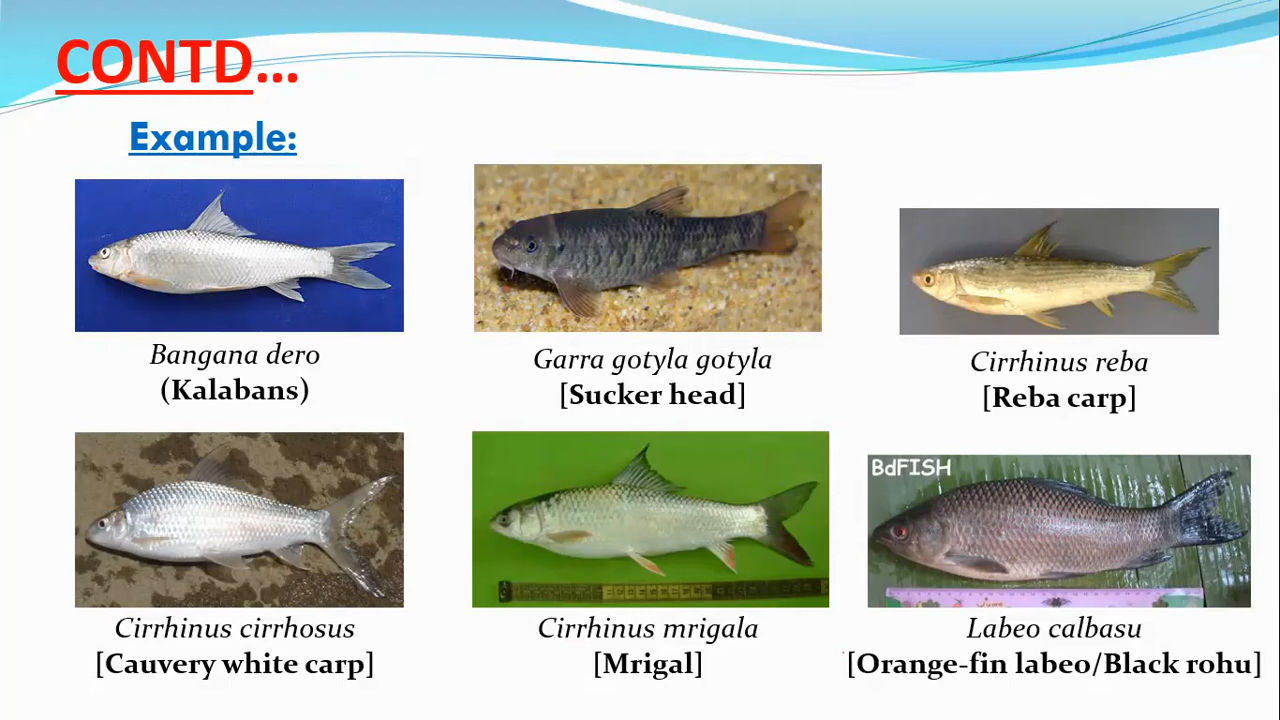 CONTD...
Example:
Bangana dero
(Kalabans)
Garra gotyla gotyla
[Sucker head]
Cirrhinus reba
[Reba carp]
Cirrhinus cirrhosus
[Cauvery white carp]
Cirrhinus mrigala
[Mrigal]
BdFISH
Labeo calbasu
[Orange-fin labeo/Black rohu]